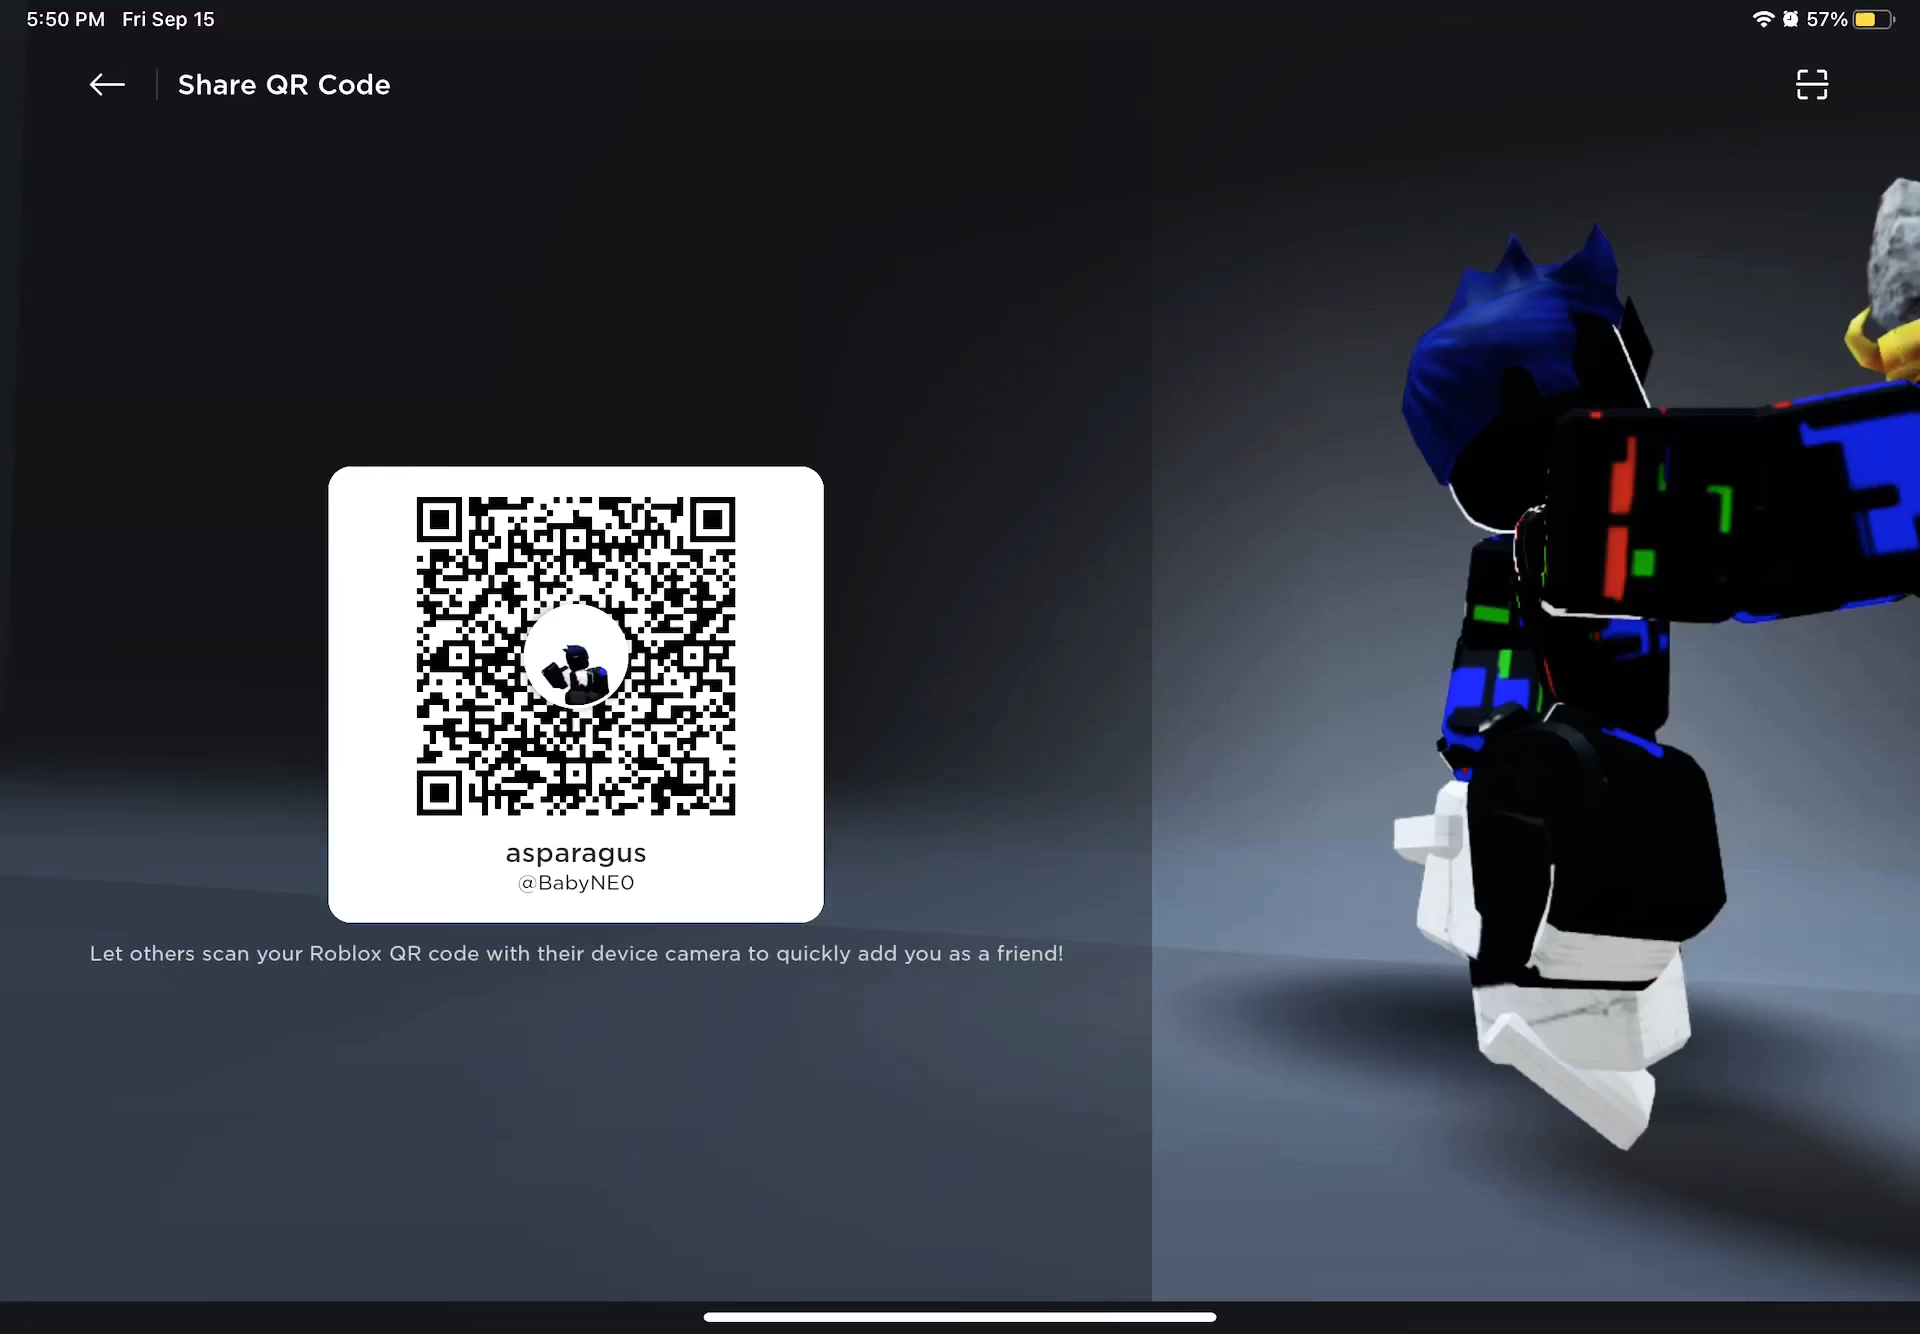 5:50 PM Fri Sep 15
57%
Share QR Code
asparagus
@BabyNE0
Let others scan your Roblox QR code with their device camera to quickly add you as a friend!